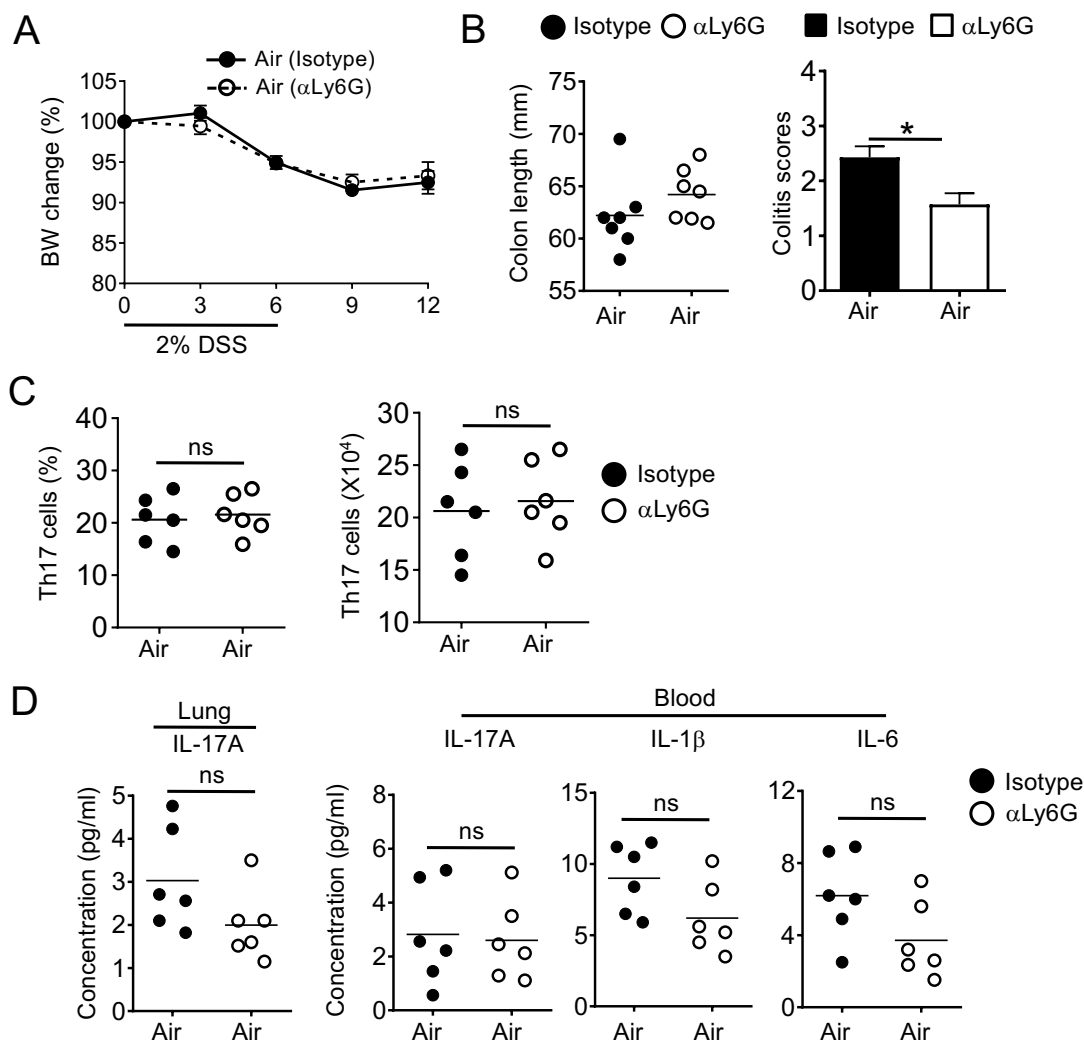 A
Air (Isotype)
Air (αLy6G)
BW change (%)
105
100
95
90
85
80
0 3 6 9 12
2% DSS
B
Isotype αLy6G
Colon length (mm)
75
70
65
60
55
Air Air
Isotype αLy6G
Colitis scores
4
3
2
1
0
*
Air Air
C
Th17 cells (%)
40
30
20
10
0
ns
Air Air
Th17 cells (X10⁴)
30
25
20
15
10
ns
Air Air
Isotype
αLy6G
D
Lung
IL-17A
Concentration (pg/ml)
5
4
3
2
1
0
ns
Air Air
Blood
IL-17A
Concentration (pg/ml)
8
6
4
2
0
ns
Air Air
IL-1β
15
10
5
0
ns
Air Air
IL-6
12
8
4
0
ns
Air Air
Isotype
αLy6G